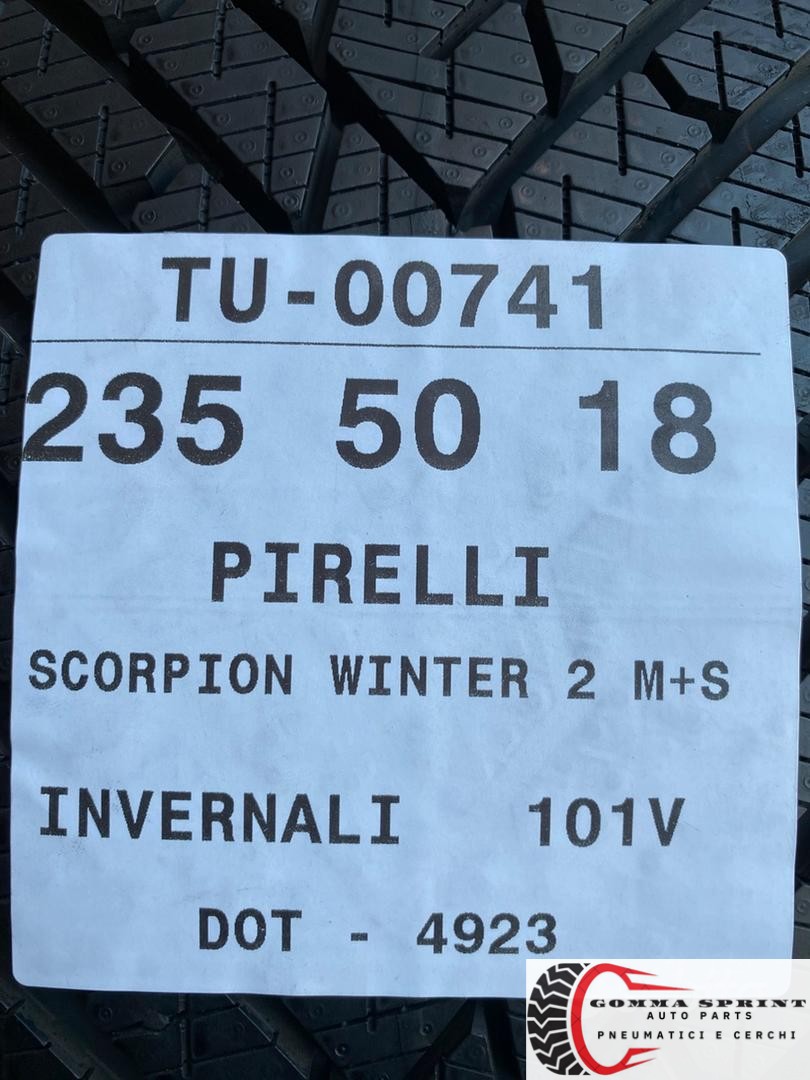 TU-00741
235 50 18
PIRELLI
SCORPION WINTER 2 M+S
INVERNALI 101V
DOT - 4923
GOMMA SPRINT
AUTO PARTS
PNEUMATICI E CERCHI